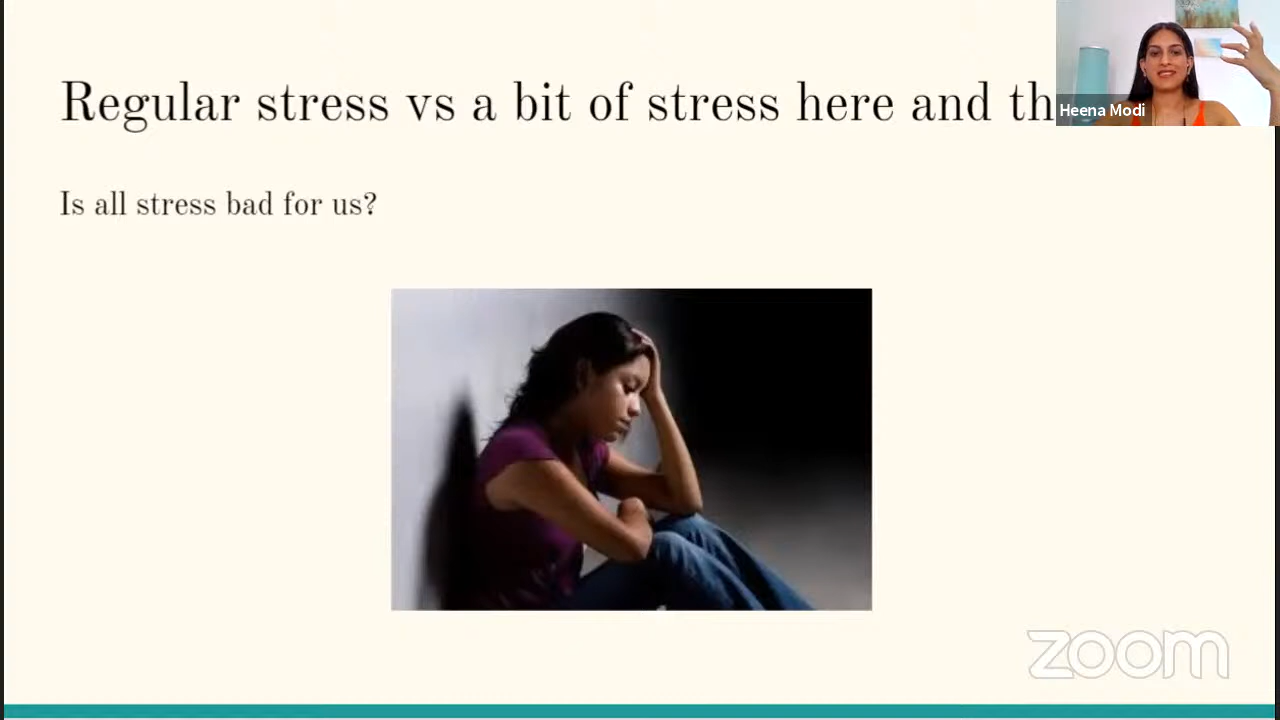 Regular stress vs a bit of stress here and th
Heena Modi
Is all stress bad for us?
zoom